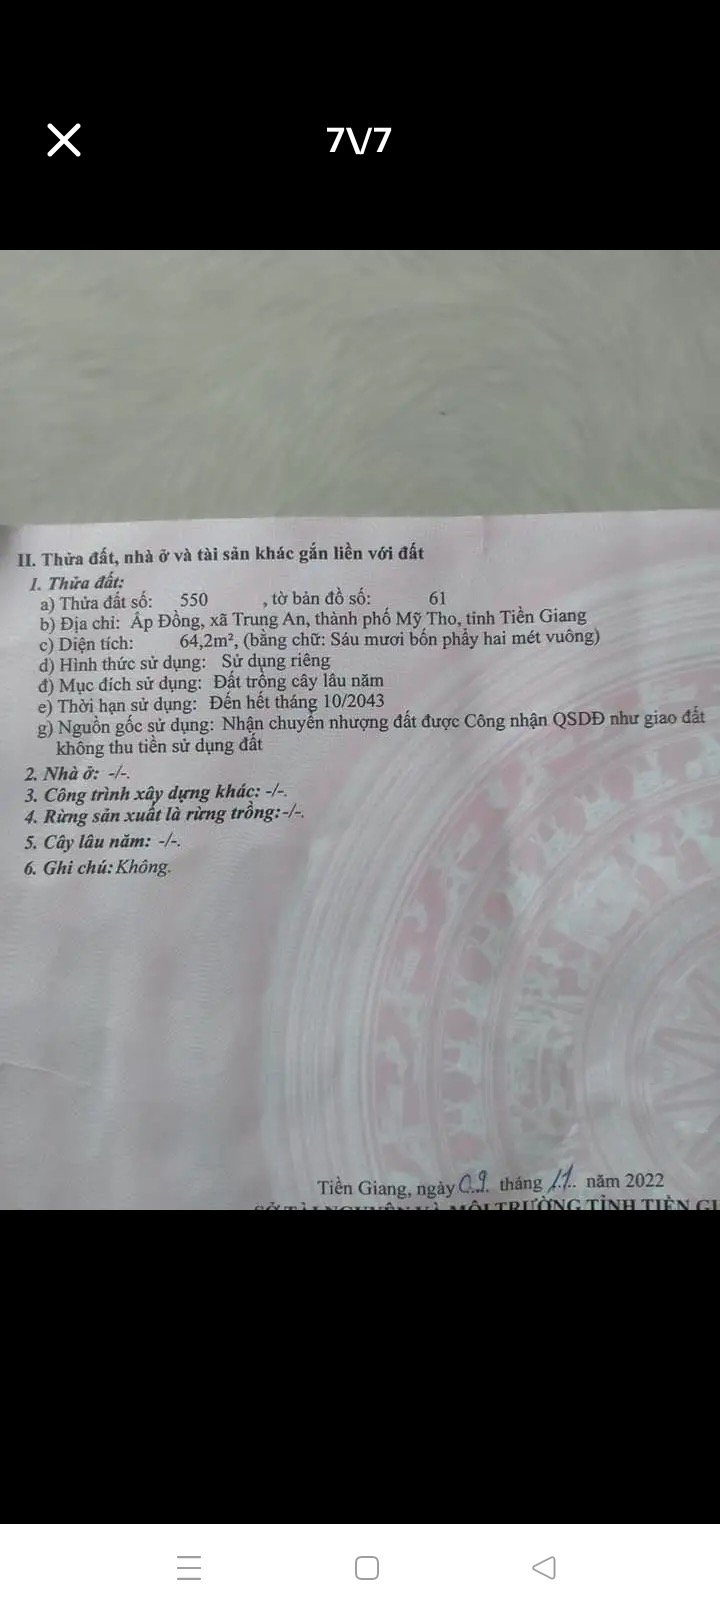 7\/7
II. Thửa đất, nhà ở và tài sản khác gắn liền với đất
1. Thửa đất:
a) Thửa đất số: 550 , tờ bản đồ số: 61
b) Địa chỉ: Ấp Đồng, xã Trung An, thành phố Mỹ Tho, tỉnh Tiền Giang
c) Diện tích: 64,2m², (bằng chữ: Sáu mươi bốn phẩy hai mét vuông)
d) Hình thức sử dụng: Sử dụng riêng
đ) Mục đích sử dụng: Đất trồng cây lâu năm
e) Thời hạn sử dụng: Đến hết tháng 10/2043
g) Nguồn gốc sử dụng: Nhận chuyển nhượng đất được Công nhận QSDĐ như giao đất
không thu tiền sử dụng đất
2. Nhà ở: -/-.
3. Công trình xây dựng khác: -/-.
4. Rừng sản xuất là rừng trồng:-/-.
5. Cây lâu năm: -/-.
6. Ghi chú: Không.
Tiền Giang, ngày 09 tháng 11 năm 2022
MÔI TRƯỜNG TỈNH TIỀN